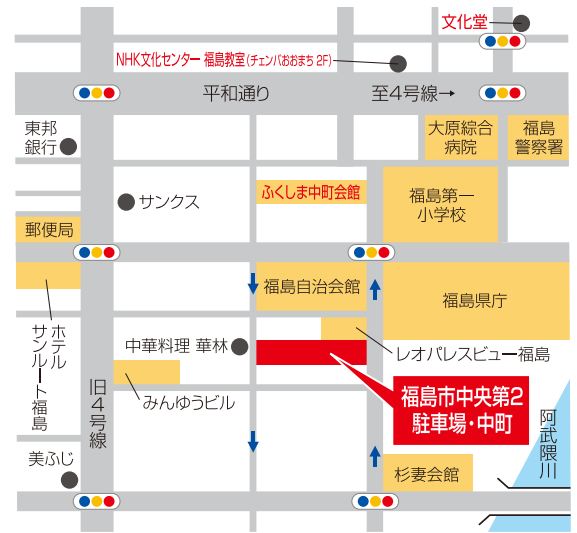 文化堂
NHK文化センター 福島教室(チェンバおおまち 2F)
平和通り
至4号線→
東邦
銀行
大原綜合
病院
福島
警察署
サンクス
ふくしま中町会館
福島第一
小学校
郵便局
福島自治会館
福島県庁
ホテル
サンルート福島
中華料理 華林
レオパレスビュー福島
みんゆうビル
旧4号線
福島市中央第2
駐車場・中町
阿武隈川
美ふじ
杉妻会館